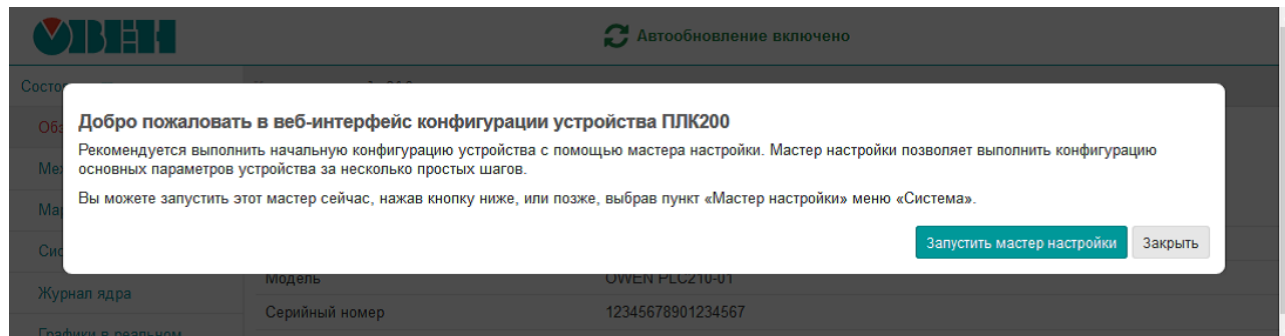 ОВЕН
Автообновление включено
Добро пожаловать в веб-интерфейс конфигурации устройства ПЛК200
Рекомендуется выполнить начальную конфигурацию устройства с помощью мастера настройки. Мастер настройки позволяет выполнить конфигурацию
основных параметров устройства за несколько простых шагов.
Вы можете запустить этот мастер сейчас, нажав кнопку ниже, или позже, выбрав пункт «Мастер настройки» меню «Система».
Запустить мастер настройки Закрыть
Модель OWEN PLC210-01
Журнал ядра
Серийный номер 12345678901234567
Графики в реальном